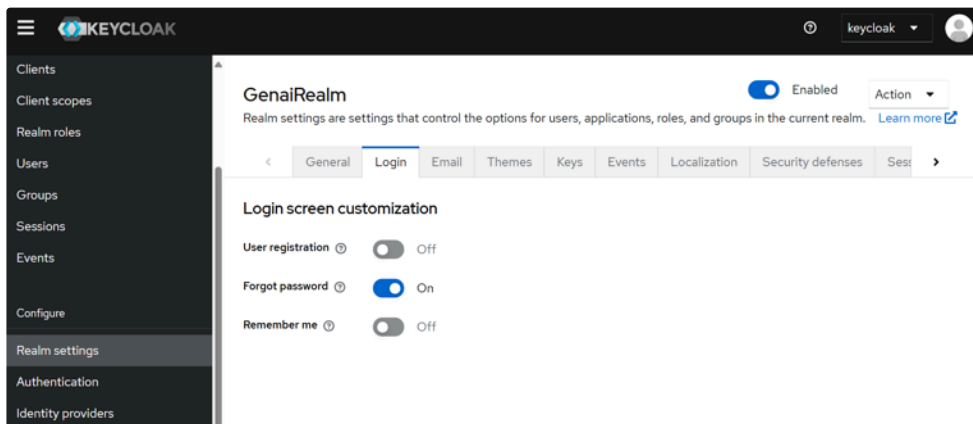 KEYCLOAK
keycloak
Clients
Client scopes
Realm roles
Users
Groups
Sessions
Events
Configure
Realm settings
Authentication
Identity providers
GenaiRealm
Enabled
Action
Realm settings are settings that control the options for users, applications, roles, and groups in the current realm. Learn more
General Login Email Themes Keys Events Localization Security defenses Sess
Login screen customization
User registration Off
Forgot password On
Remember me Off